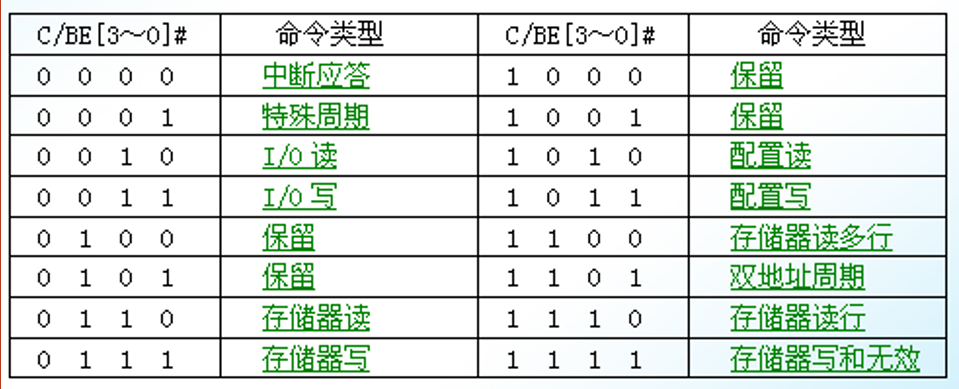 C/BE[3～0]# 命令类型 C/BE[3～0]# 命令类型
0 0 0 0 中断应答 1 0 0 0 保留
0 0 0 1 特殊周期 1 0 0 1 保留
0 0 1 0 I/O 读 1 0 1 0 配置读
0 0 1 1 I/O 写 1 0 1 1 配置写
0 1 0 0 保留 1 1 0 0 存储器读多行
0 1 0 1 保留 1 1 0 1 双地址周期
0 1 1 0 存储器读 1 1 1 0 存储器读行
0 1 1 1 存储器写 1 1 1 1 存储器写和无效